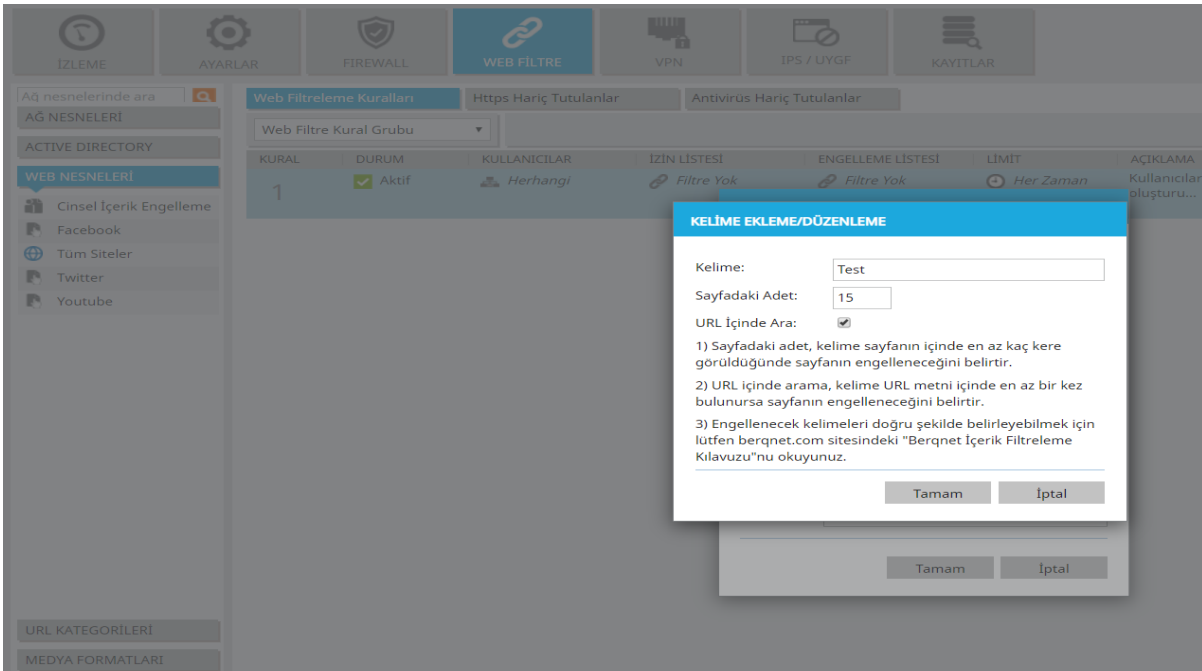 İZLEME
AYARLAR
FIREWALL
WEB FİLTRE
VPN
IPS / UYGF
KAYITLAR
Ağ nesnelerinde ara
AĞ NESNELERİ
ACTIVE DIRECTORY
WEB NESNELERİ
Cinsel İçerik Engelleme
Facebook
Tüm Siteler
Twitter
Youtube
URL KATEGORİLERİ
MEDYA FORMATLARI
Web Filtreleme Kuralları
Https Hariç Tutulanlar
Antivirüs Hariç Tutulanlar
Web Filtre Kural Grubu
KURAL DURUM KULLANICILAR İZİN LİSTESİ ENGELLEME LİSTESİ LİMİT AÇIKLAMA
1 Aktif Herhangi Filtre Yok Filtre Yok Her Zaman Kullanıcılar
oluşturu...
KELİME EKLEME/DÜZENLEME
Kelime: Test
Sayfadaki Adet: 15
URL İçinde Ara:
1) Sayfadaki adet, kelime sayfanın içinde en az kaç kere
görüldüğünde sayfanın engelleneceğini belirtir.
2) URL içinde arama, kelime URL metni içinde en az bir kez
bulunursa sayfanın engelleneceğini belirtir.
3) Engellenecek kelimeleri doğru şekilde belirleyebilmek için
lütfen berqnet.com sitesindeki "Berqnet İçerik Filtreleme
Kılavuzu"nu okuyunuz.
Tamam İptal
Tamam İptal